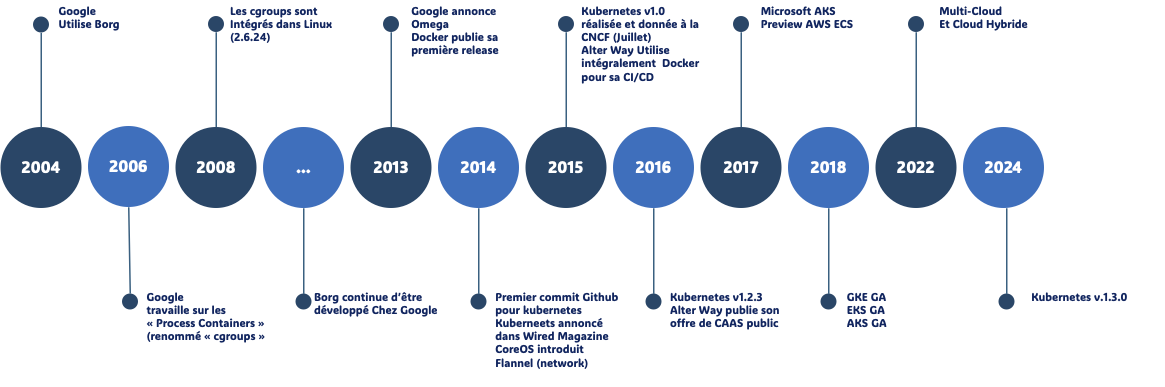 Google
Utilise Borg
Les cgroups sont
Intégrés dans Linux
(2.6.24)
Google annonce
Omega
Docker publie sa
première release
Kubernetes v1.0
réalisée et donnée à la
CNCF (Juillet)
Alter Way Utilise
intégralement Docker
pour sa CI/CD
Microsoft AKS
Preview AWS ECS
Multi-Cloud
Et Cloud Hybride
2004
2006
2008
...
2013
2014
2015
2016
2017
2018
2022
2024
Google
travaille sur les
« Process Containers »
(renommé « cgroups »
Borg continue d'être
développé Chez Google
Premier commit Github
pour kubernetes
Kuberneets annoncé
dans Wired Magazine
CoreOS introduit
Flannel (network)
Kubernetes v1.2.3
Alter Way publie son
offre de CAAS public
GKE GA
EKS GA
AKS GA
Kubernetes v.1.3.0